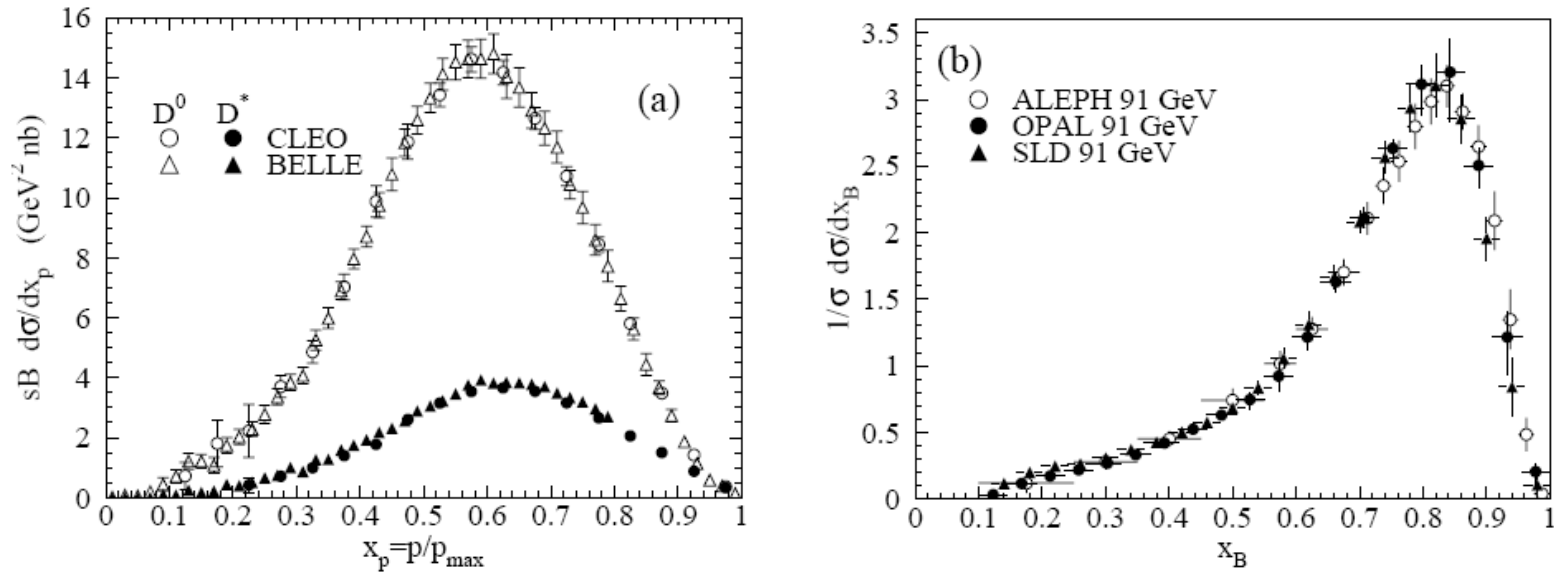 16
14
12
10
8
6
4
2
0
sB dσ/dx_p (GeV² nb)
(a)
D⁰ D*
CLEO
BELLE
0 0.1 0.2 0.3 0.4 0.5 0.6 0.7 0.8 0.9 1
x_p=p/p_max
3.5
3
2.5
2
1.5
1
0.5
0
1/σ dσ/dx_B
(b)
ALEPH 91 GeV
OPAL 91 GeV
SLD 91 GeV
0 0.1 0.2 0.3 0.4 0.5 0.6 0.7 0.8 0.9 1
x_B